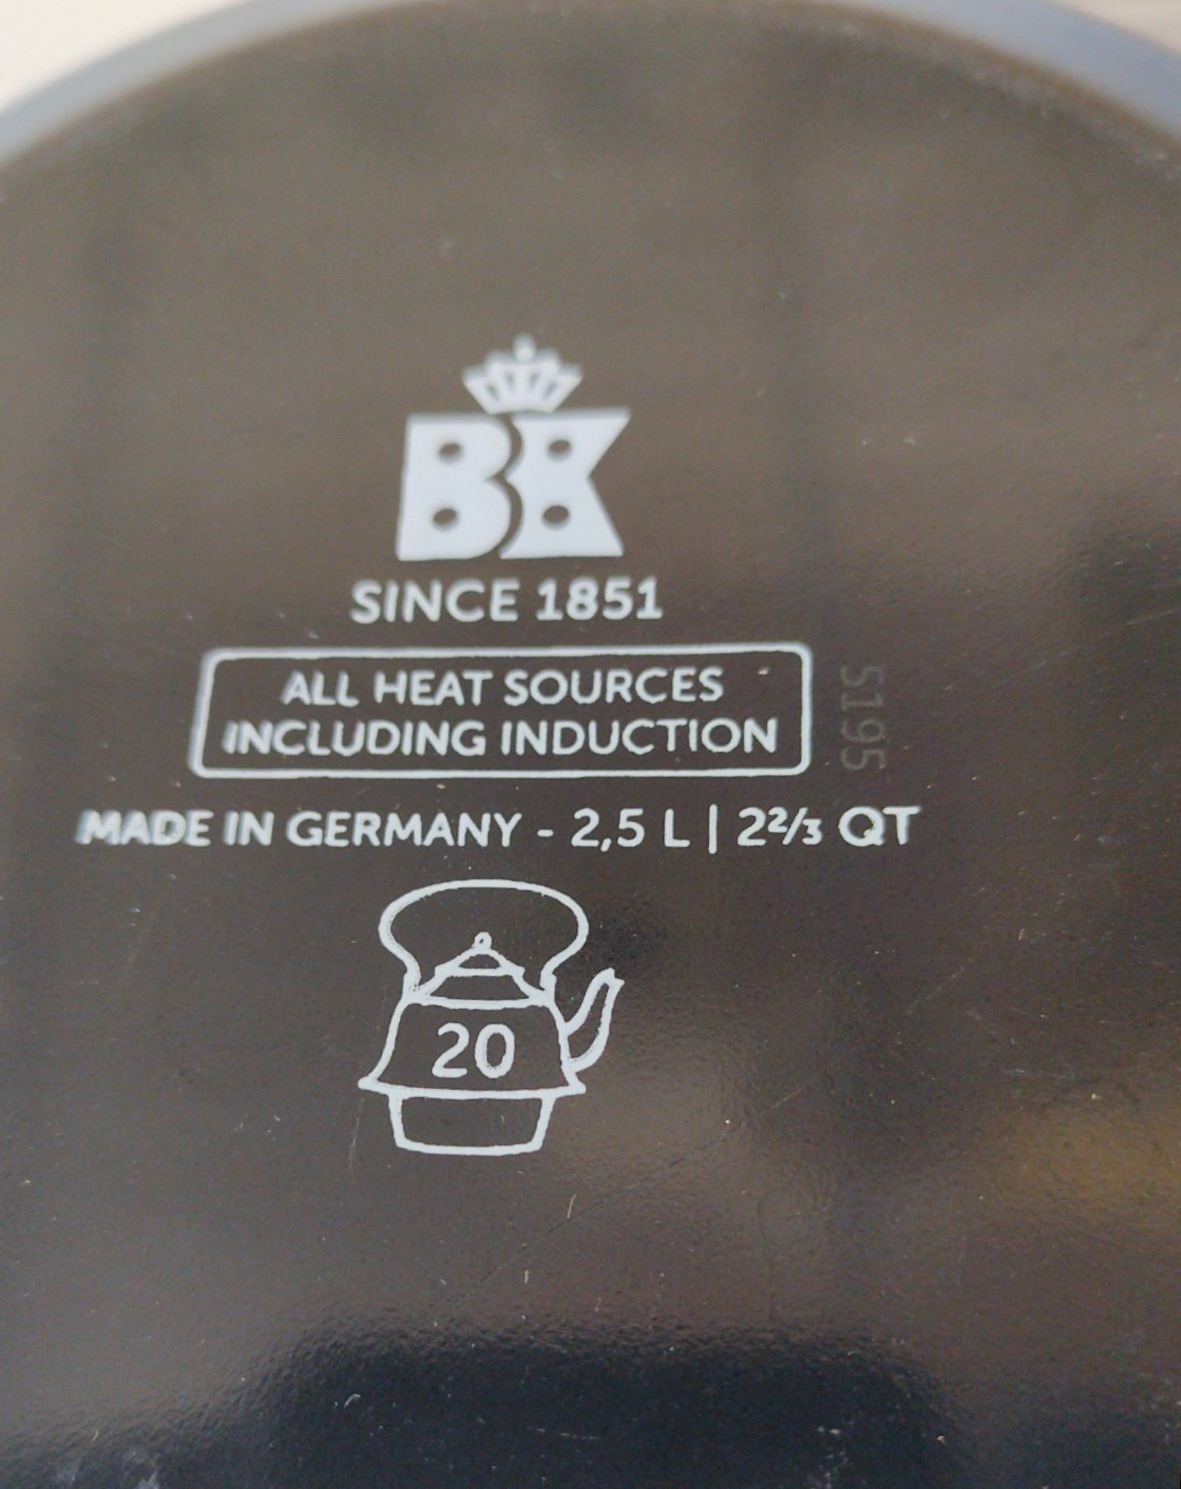 BK
SINCE 1851
ALL HEAT SOURCES
INCLUDING INDUCTION
S195
MADE IN GERMANY - 2,5 L | 2⅔ QT
20